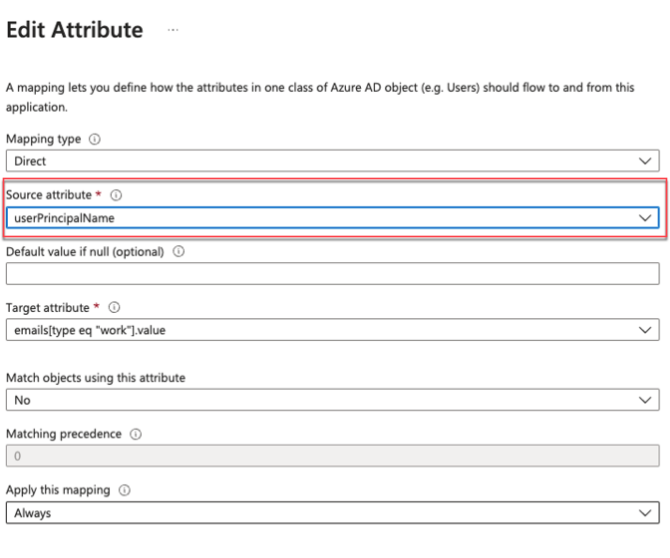 Edit Attribute ...
A mapping lets you define how the attributes in one class of Azure AD object (e.g. Users) should flow to and from this
application.
Mapping type
Direct
Source attribute *
userPrincipalName
Default value if null (optional)
Target attribute *
emails[type eq "work"].value
Match objects using this attribute
No
Matching precedence
0
Apply this mapping
Always